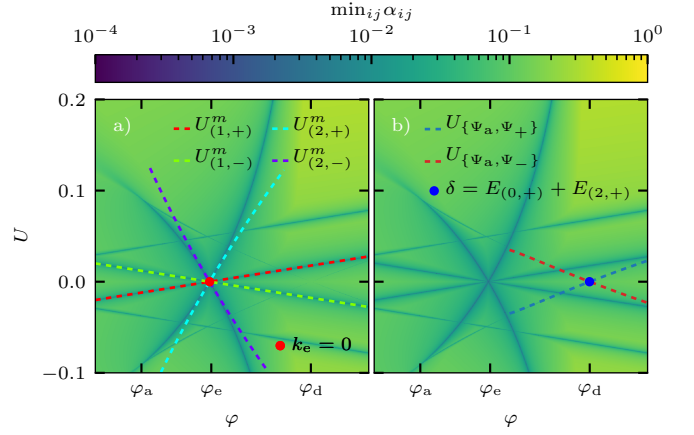 min_{ij} α_{ij}
10^{−4} 10^{−3} 10^{−2} 10^{−1} 10^{0}
a)
U^m_{(1,+)} U^m_{(2,+)}
U^m_{(1,−)} U^m_{(2,−)}
k_e = 0
b)
U_{{Ψ_a,Ψ_+}}
U_{{Ψ_a,Ψ_−}}
δ = E_{(0,+)} + E_{(2,+)}
U
0.2
0.1
0.0
−0.1
φ_a φ_e φ_d
φ
φ_a φ_e φ_d
φ